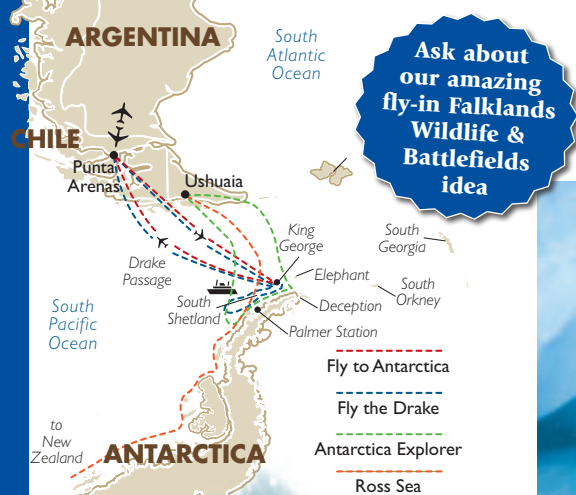 ARGENTINA
South
Atlantic
Ocean
Ask about
our amazing
fly-in Falklands
Wildlife &
Battlefields
idea
CHILE
Punta
Arenas
Ushuaia
King
George
South
Georgia
Drake
Passage
Elephant
South
Orkney
South
Shetland
Deception
South
Pacific
Ocean
Palmer Station
Fly to Antarctica
Fly the Drake
Antarctica Explorer
Ross Sea
to
New
Zealand
ANTARCTICA